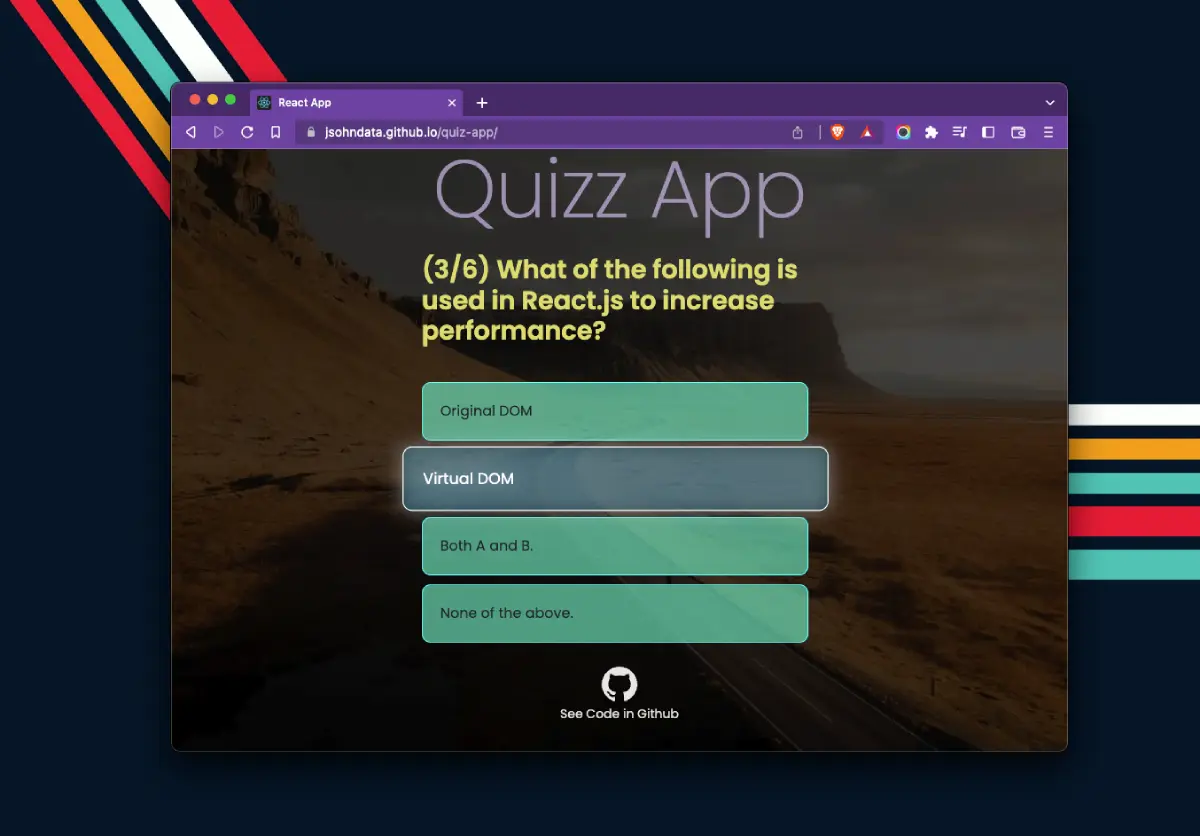 React App
jsohndata.github.io/quiz-app/
Quizz App
(3/6) What of the following is
used in React.js to increase
performance?
Original DOM
Virtual DOM
Both A and B.
None of the above.
See Code in Github